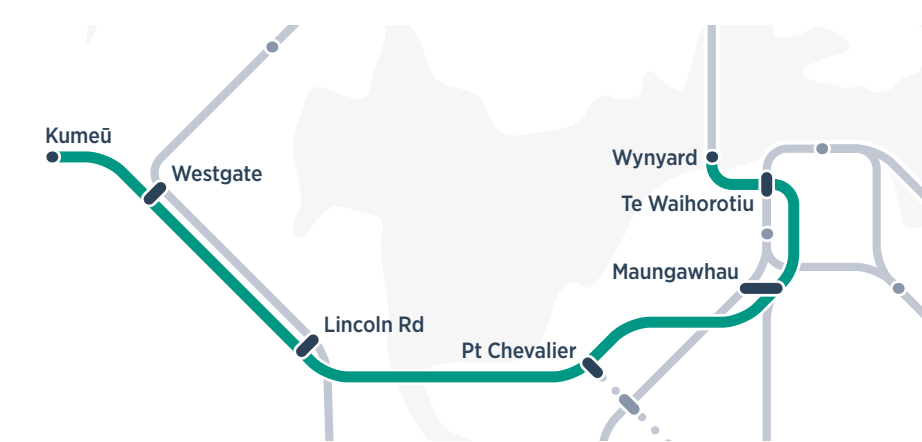 Kumeū
Westgate
Wynyard
Te Waihorotiu
Maungawhau
Lincoln Rd
Pt Chevalier